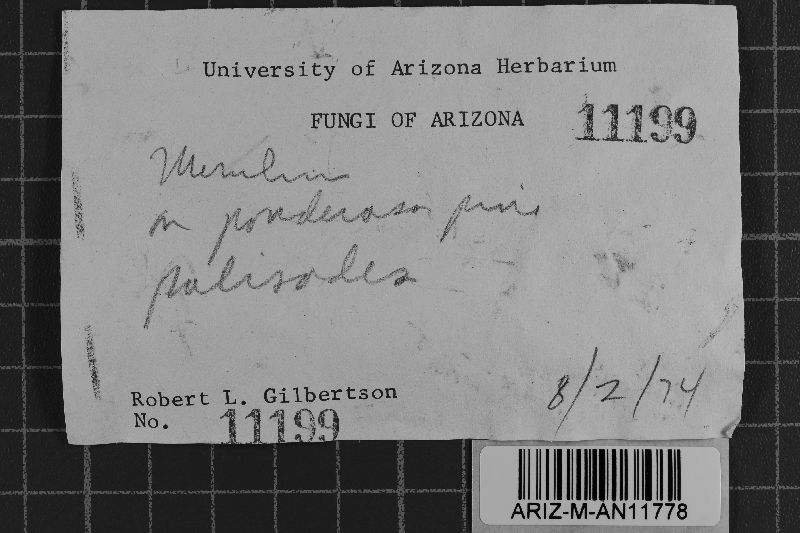 University of Arizona Herbarium
FUNGI OF ARIZONA 11199
Merulius
on ponderosa pine
palisades
8/2/74
Robert L. Gilbertson
No. 11199
ARIZ-M-AN11778